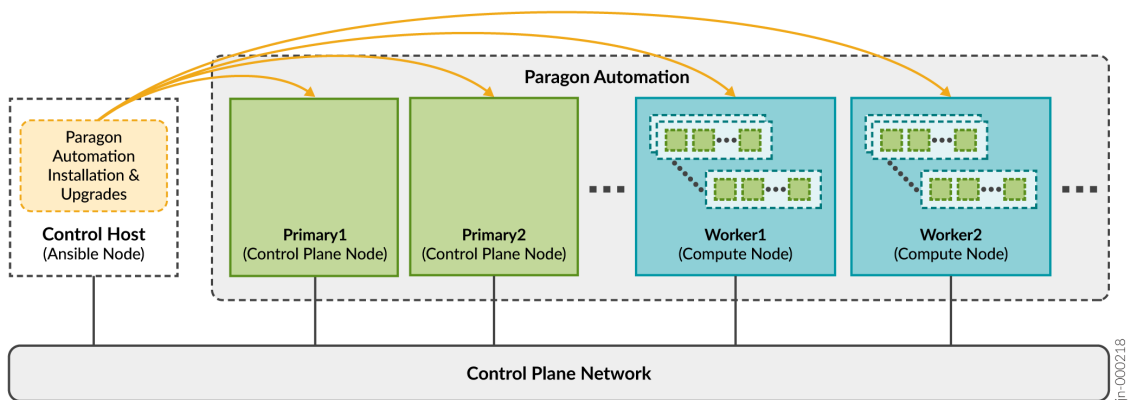 Paragon Automation
Paragon
Automation
Installation &
Upgrades
Control Host
(Ansible Node)
Primary1
(Control Plane Node)
Primary2
(Control Plane Node)
Worker1
(Compute Node)
Worker2
(Compute Node)
Control Plane Network
jn-000218